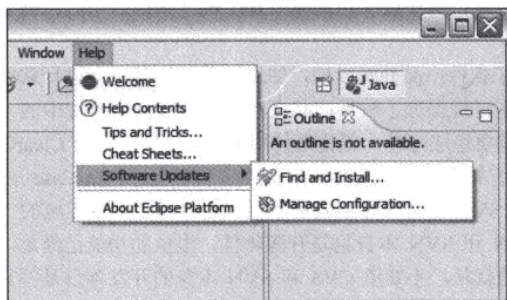 Window Help
Welcome
Help Contents
Tips and Tricks...
Cheat Sheets...
Software Updates
About Eclipse Platform
Find and Install...
Manage Configuration...
Java
Outline
An outline is not available.